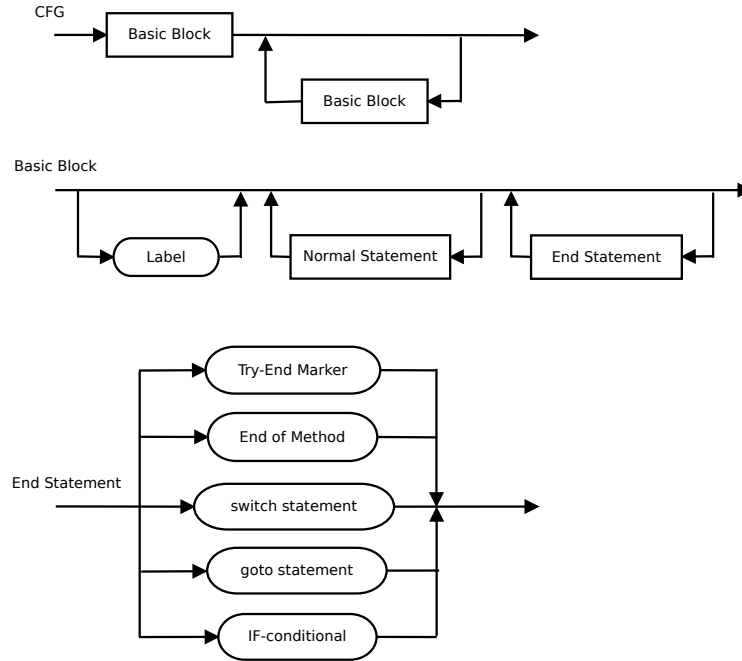 CFG
Basic Block
Basic Block
Basic Block
Label
Normal Statement
End Statement
Try-End Marker
End of Method
End Statement
switch statement
goto statement
IF-conditional